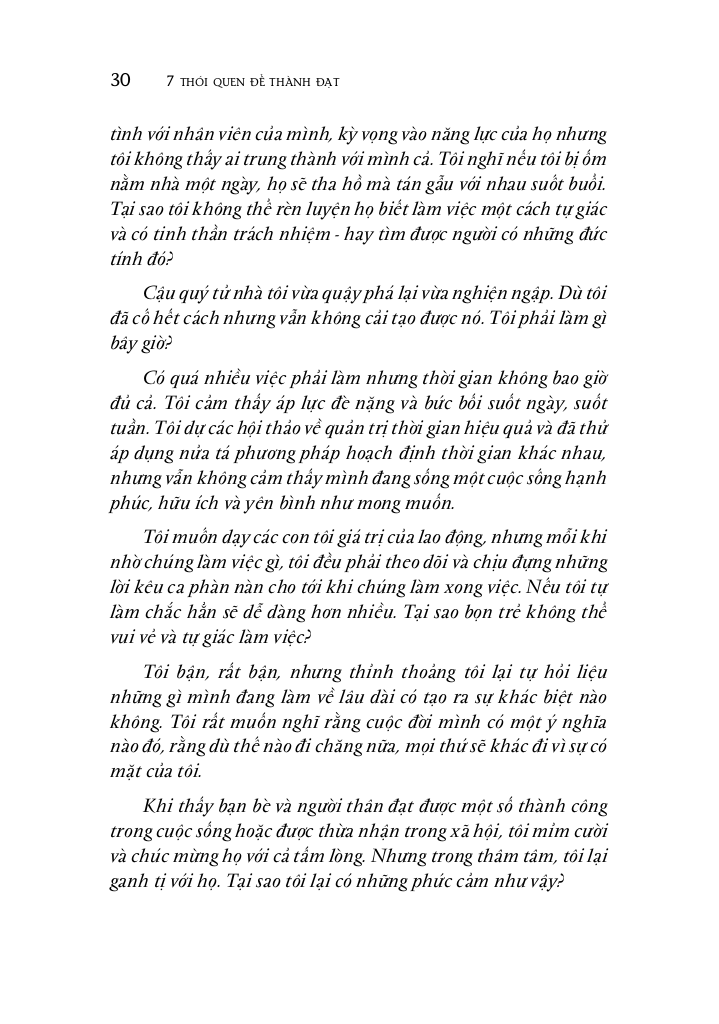 30 7 THÓI QUEN ĐỂ THÀNH ĐẠT
tình với nhân viên của mình, kỳ vọng vào năng lực của họ nhưng
tôi không thấy ai trung thành với mình cả. Tôi nghĩ nếu tôi bị ốm
nằm nhà một ngày, họ sẽ tha hồ mà tán gẫu với nhau suốt buổi.
Tại sao tôi không thể rèn luyện họ biết làm việc một cách tự giác
và có tinh thần trách nhiệm - hay tìm được người có những đức
tính đó?
Cậu quý tử nhà tôi vừa quậy phá lại vừa nghiện ngập. Dù tôi
đã cố hết cách nhưng vẫn không cải tạo được nó. Tôi phải làm gì
bây giờ?
Có quá nhiều việc phải làm nhưng thời gian không bao giờ
đủ cả. Tôi cảm thấy áp lực đè nặng và bức bối suốt ngày, suốt
tuần. Tôi dự các hội thảo về quản trị thời gian hiệu quả và đã thử
áp dụng nửa tá phương pháp hoạch định thời gian khác nhau,
nhưng vẫn không cảm thấy mình đang sống một cuộc sống hạnh
phúc, hữu ích và yên bình như mong muốn.
Tôi muốn dạy các con tôi giá trị của lao động, nhưng mỗi khi
nhờ chúng làm việc gì, tôi đều phải theo dõi và chịu đựng những
lời kêu ca phàn nàn cho tới khi chúng làm xong việc. Nếu tôi tự
làm chắc hẳn sẽ dễ dàng hơn nhiều. Tại sao bọn trẻ không thể
vui vẻ và tự giác làm việc?
Tôi bận, rất bận, nhưng thỉnh thoảng tôi lại tự hỏi liệu
những gì mình đang làm về lâu dài có tạo ra sự khác biệt nào
không. Tôi rất muốn nghĩ rằng cuộc đời mình có một ý nghĩa
nào đó, rằng dù thế nào đi chăng nữa, mọi thứ sẽ khác đi vì sự có
mặt của tôi.
Khi thấy bạn bè và người thân đạt được một số thành công
trong cuộc sống hoặc được thừa nhận trong xã hội, tôi mỉm cười
và chúc mừng họ với cả tấm lòng. Nhưng trong thâm tâm, tôi lại
ganh tị với họ. Tại sao tôi lại có những phức cảm như vậy?